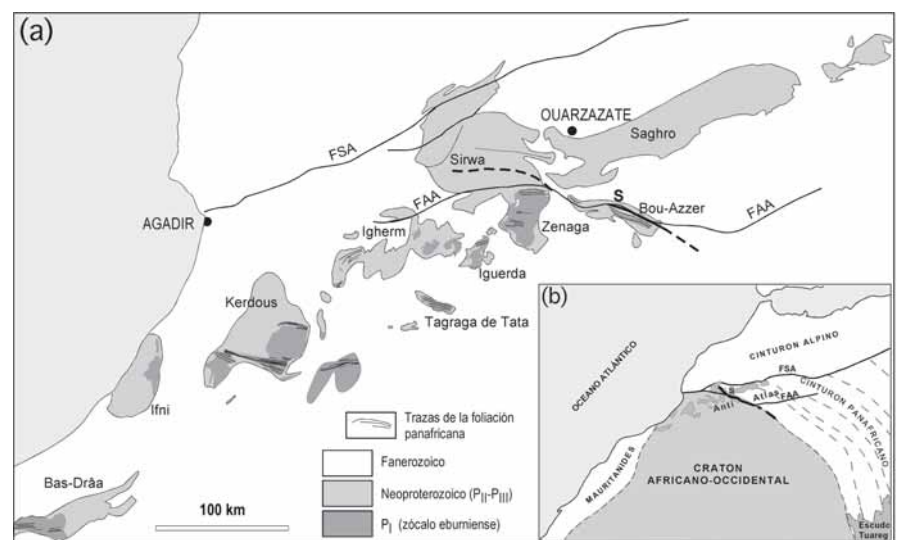 (a)
OUARZAZATE
Saghro
FSA
Sirwa
S
FAA
Bou-Azzer
FAA
AGADIR
Igherm
Zenaga
Iguerda
Kerdous
Tagraga de Tata
Ifni
Bas-Drâa
100 km
Trazas de la foliación
panafricana
Fanerozoico
Neoproterozoico (PII-PIII)
PI (zócalo eburniense)
(b)
OCEANO ATLÁNTICO
CINTURON ALPINO
FSA
CINTURON PANAFRICANO
S
Anti Atlas
FAA
MAURITANIDES
CRATON
AFRICANO-OCCIDENTAL
Escudo
Tuareg